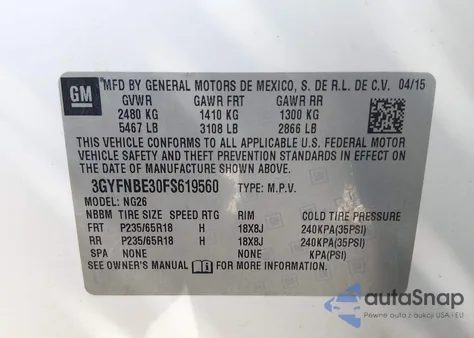 GM
MFD BY GENERAL MOTORS DE MEXICO, S. DE R.L. DE C.V. 04/15
GVWR GAWR FRT GAWR RR
2480 KG 1410 KG 1300 KG
5467 LB 3108 LB 2866 LB
THIS VEHICLE CONFORMS TO ALL APPLICABLE U.S. FEDERAL MOTOR
VEHICLE SAFETY AND THEFT PREVENTION STANDARDS IN EFFECT ON
THE DATE OF MANUFACTURE SHOWN ABOVE.
3GYFNBE30FS619560 TYPE: M.P.V.
MODEL: NG26
NBBM TIRE SIZE SPEED RTG RIM COLD TIRE PRESSURE
FRT P235/65R18 H 18X8J 240KPA(35PSI)
RR P235/65R18 H 18X8J 240KPA(35PSI)
SPA NONE NONE KPA(PSI)
SEE OWNER'S MANUAL FOR MORE INFORMATION.
autoSnap
Pewne auta z aukcji USA i EU